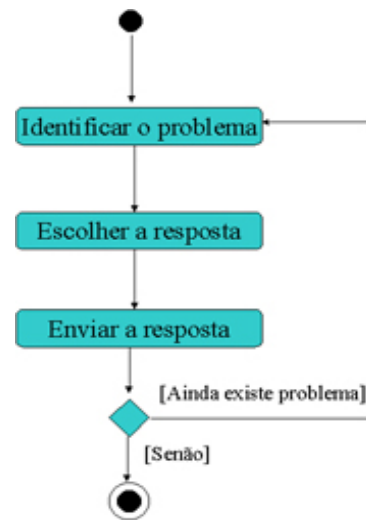 Identificar o problema
Escolher a resposta
Enviar a resposta
[Ainda existe problema]
[Senão]